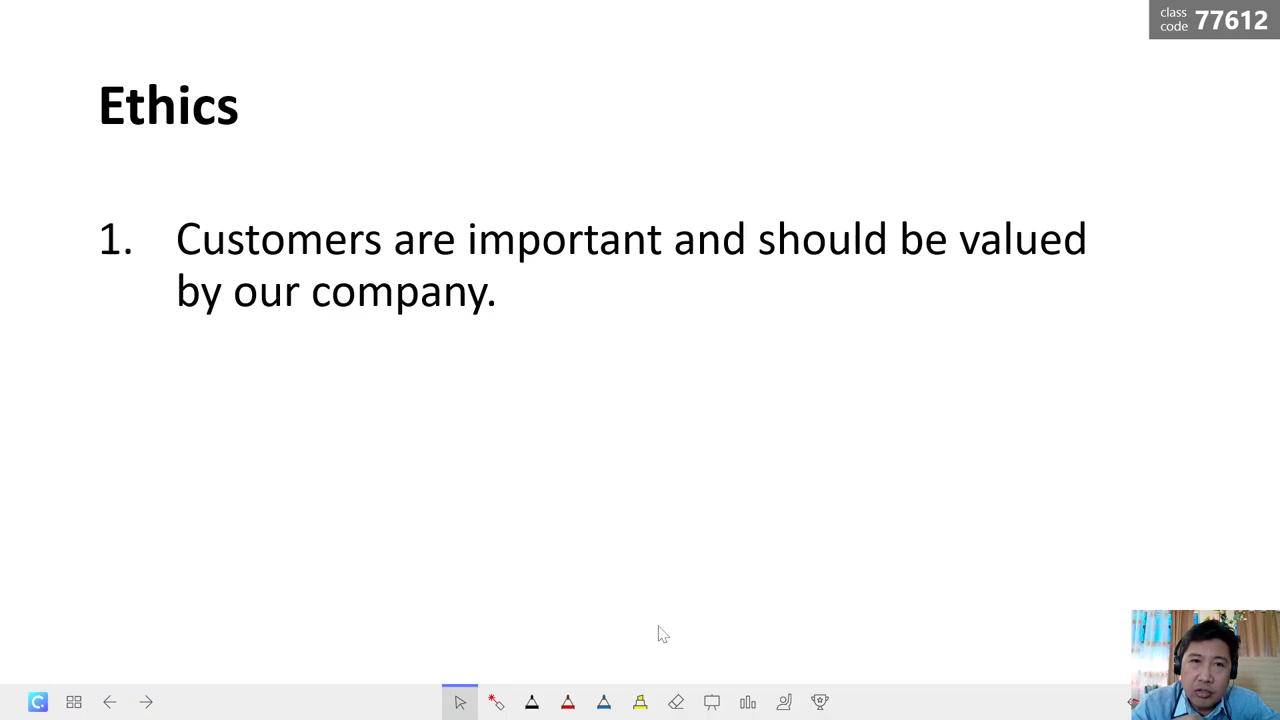 class
code 77612
Ethics
1. Customers are important and should be valued
by our company.